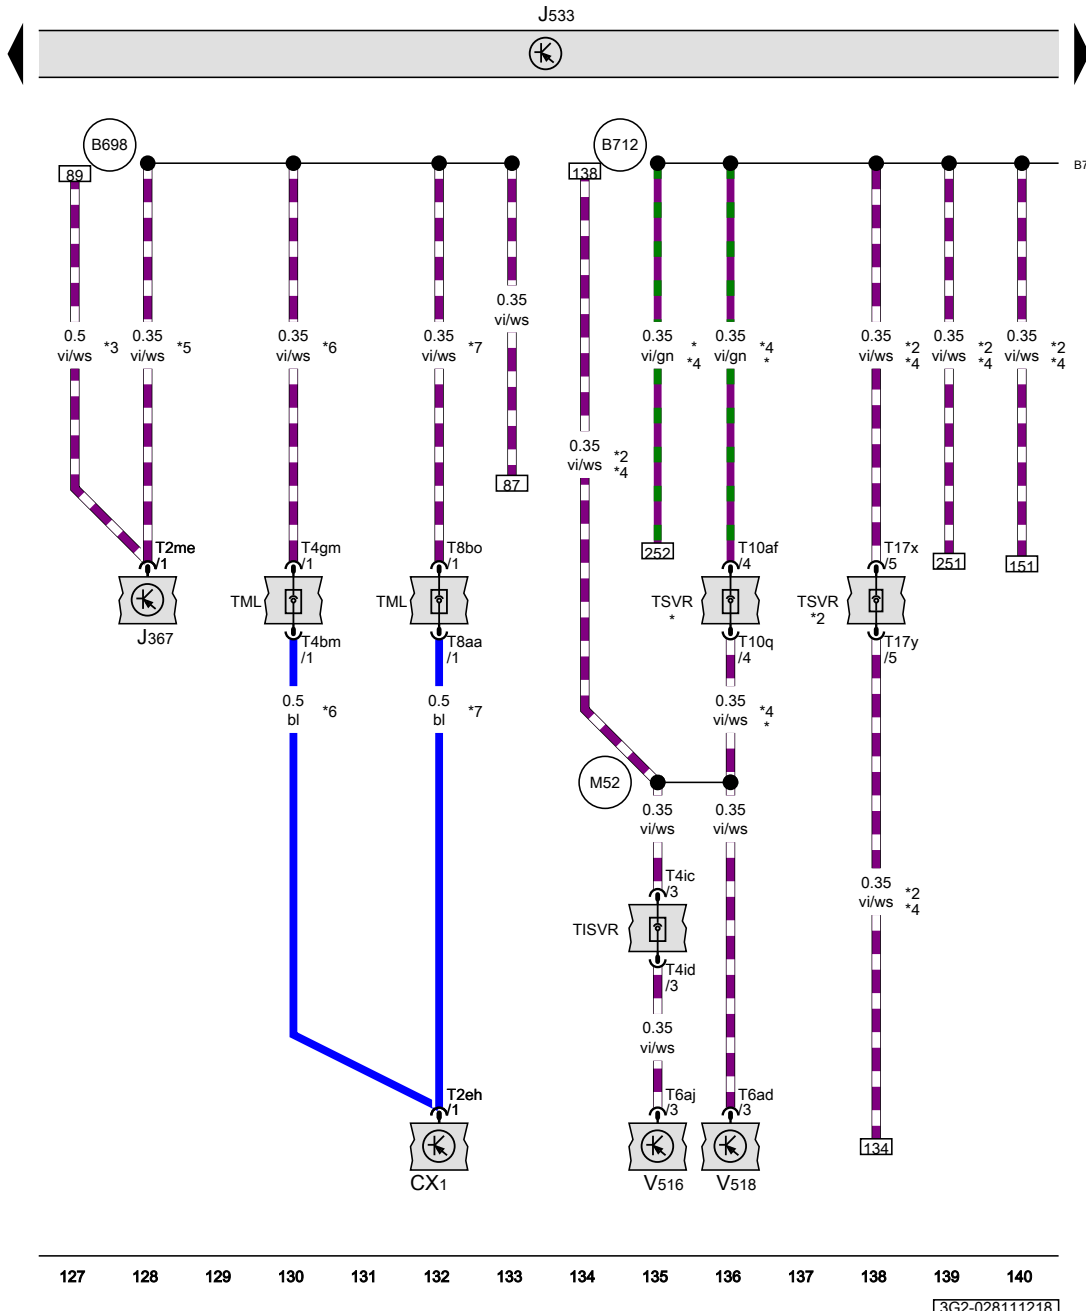 J533
B698
B712
89
138
B7
0.35
vi/ws
0.5
vi/ws
*3
0.35
vi/ws
*5
0.35
vi/ws
*6
0.35
vi/ws
*7
0.35
vi/gn
*
*4
0.35
vi/gn
*4
*
0.35
vi/ws
*2
*4
0.35
vi/ws
*2
*4
0.35
vi/ws
*2
*4
0.35
vi/ws
*2
*4
87
T2me
/1
T4gm
/1
T8bo
/1
252
T10af
/4
T17x
/5
251
151
TML
TML
TSVR
*
TSVR
*2
J367
T4bm
/1
T8aa
/1
T10q
/4
T17y
/5
0.5
bl
*6
0.5
bl
*7
0.35
vi/ws
*4
*
M52
0.35
vi/ws
0.35
vi/ws
T4ic
/3
0.35
vi/ws
*2
*4
TISVR
T4id
/3
0.35
vi/ws
T2eh
/1
T6aj
/3
T6ad
/3
134
CX1
V516
V518
127 128 129 130 131 132 133 134 135 136 137 138 139 140
3G2-028111218